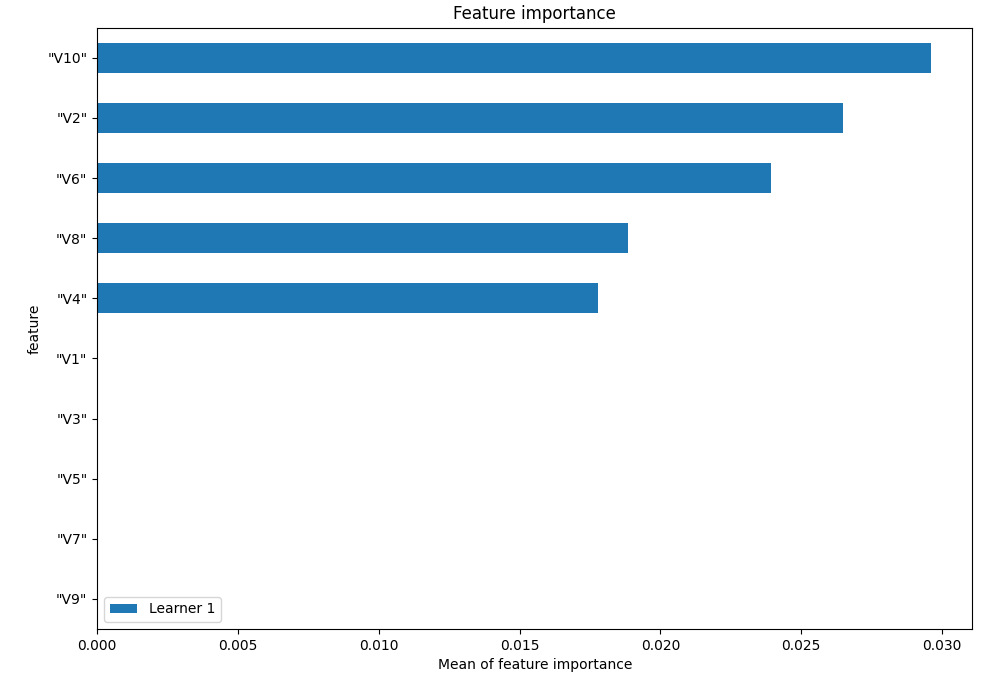 Feature importance
"V10"
"V2"
"V6"
"V8"
"V4"
"V1"
"V3"
"V5"
"V7"
"V9"
feature
Learner 1
0.000 0.005 0.010 0.015 0.020 0.025 0.030
Mean of feature importance